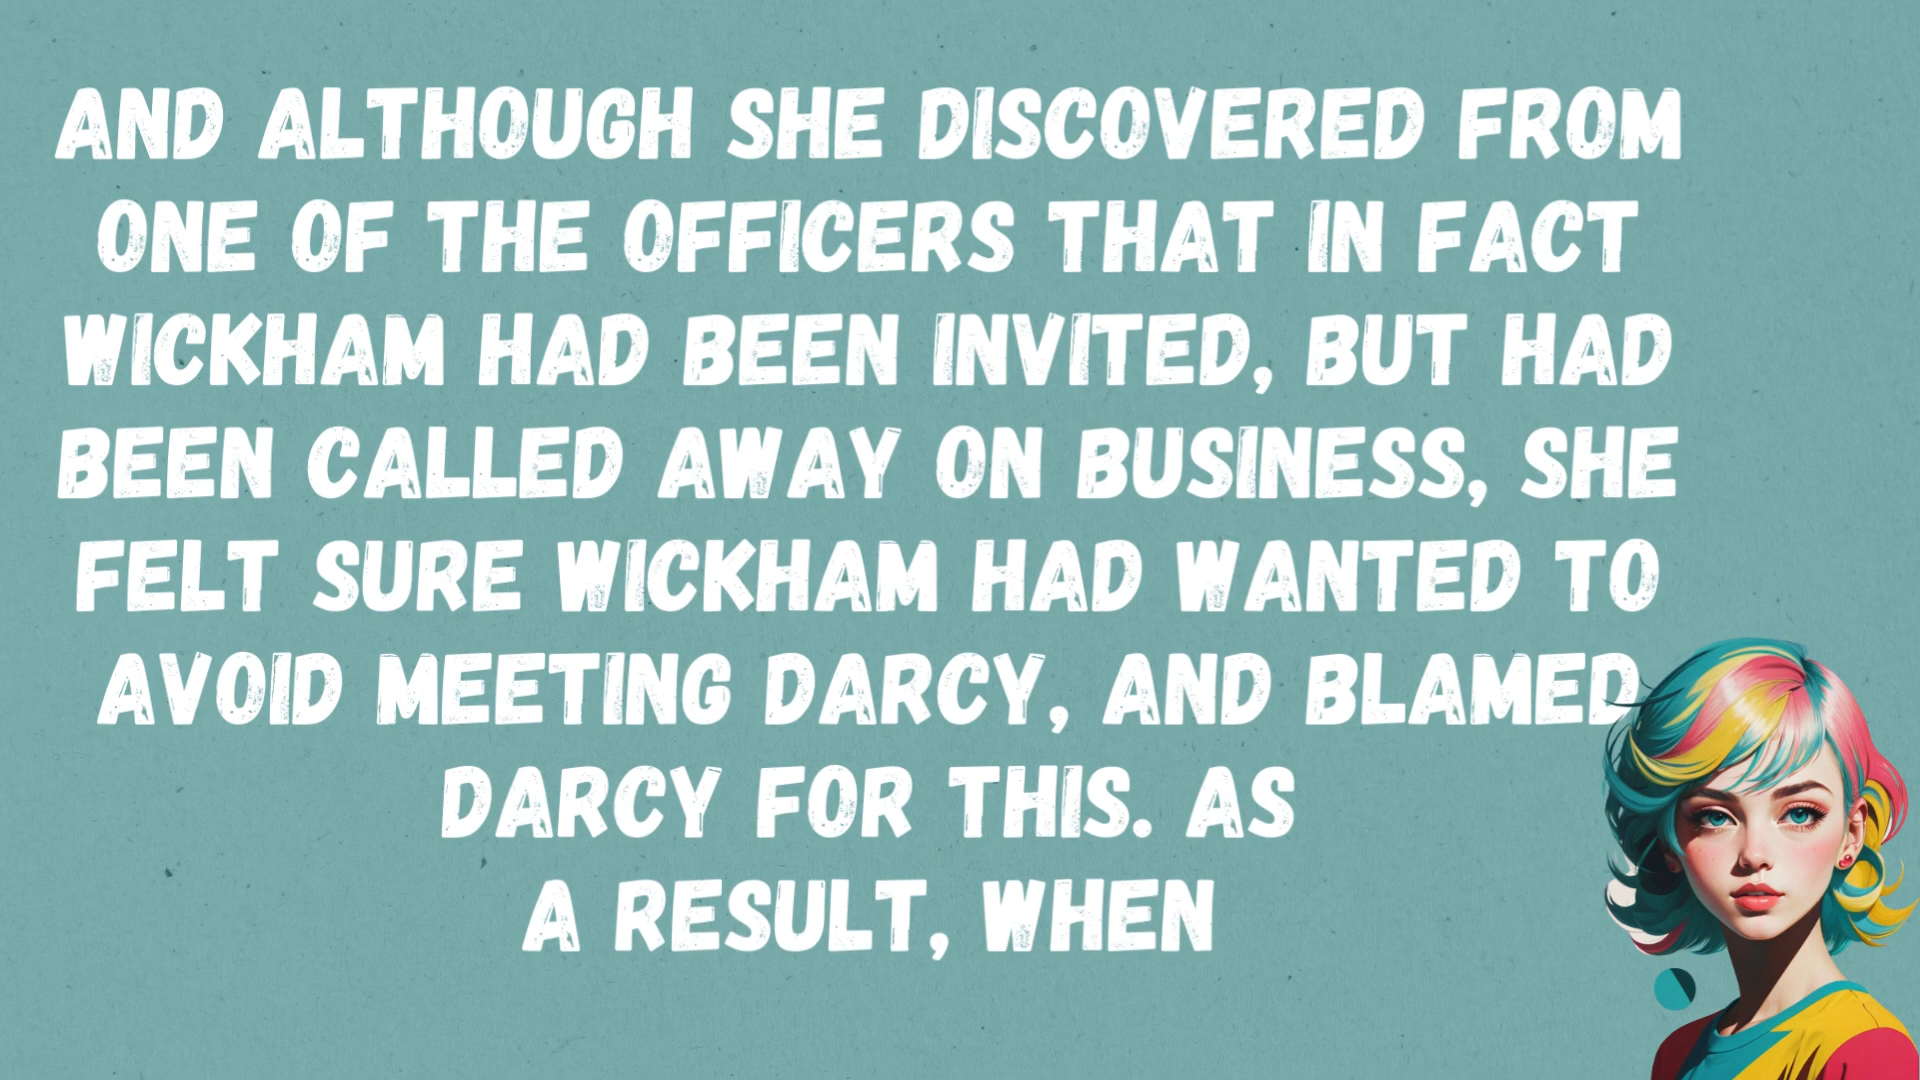 AND ALTHOUGH SHE DISCOVERED FROM
ONE OF THE OFFICERS THAT IN FACT
WICKHAM HAD BEEN INVITED, BUT HAD
BEEN CALLED AWAY ON BUSINESS, SHE
FELT SURE WICKHAM HAD WANTED TO
AVOID MEETING DARCY, AND BLAMED
DARCY FOR THIS. AS
A RESULT, WHEN